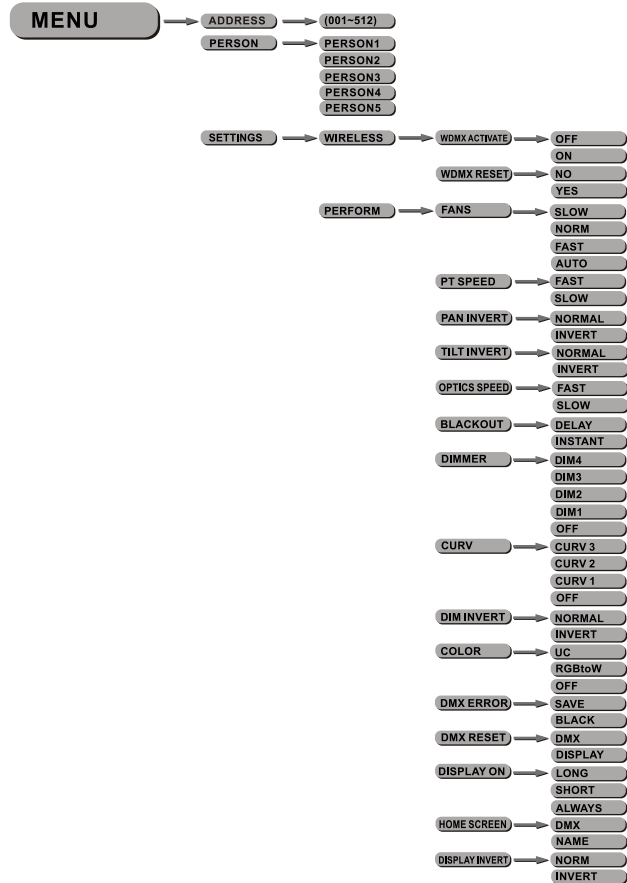 MENU ADDRESS (001~512)
PERSON PERSON1
PERSON2
PERSON3
PERSON4
PERSON5
SETTINGS WIRELESS WDMX ACTIVATE OFF
ON
WDMX RESET NO
YES
PERFORM FANS SLOW
NORM
FAST
AUTO
PT SPEED FAST
SLOW
PAN INVERT NORMAL
INVERT
TILT INVERT NORMAL
INVERT
OPTICS SPEED FAST
SLOW
BLACKOUT DELAY
INSTANT
DIMMER DIM4
DIM3
DIM2
DIM1
OFF
CURV CURV 3
CURV 2
CURV 1
OFF
DIM INVERT NORMAL
INVERT
COLOR UC
RGBtoW
OFF
DMX ERROR SAVE
BLACK
DMX RESET DMX
DISPLAY
DISPLAY ON LONG
SHORT
ALWAYS
HOME SCREEN DMX
NAME
DISPLAY INVERT NORM
INVERT